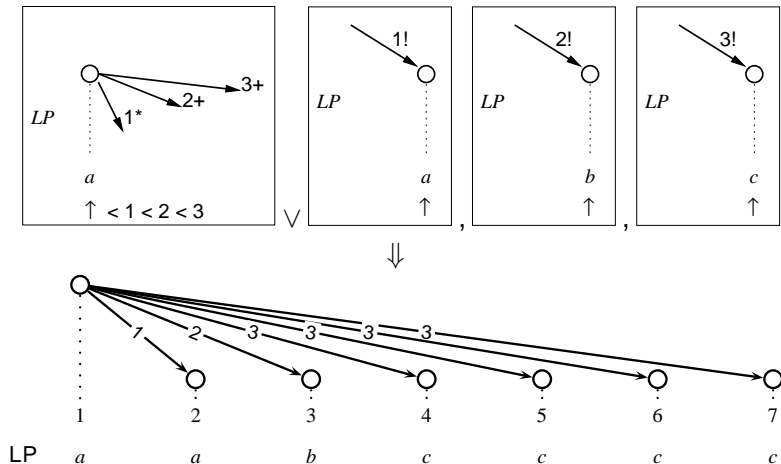 1! 2! 3!
3+
2+
LP 1* LP LP LP
a a b c
↑ < 1 < 2 < 3 ∨ ↑ , ↑ , ↑
⇓
1 2 3 3 3 3
1 2 3 4 5 6 7
LP a a b c c c c